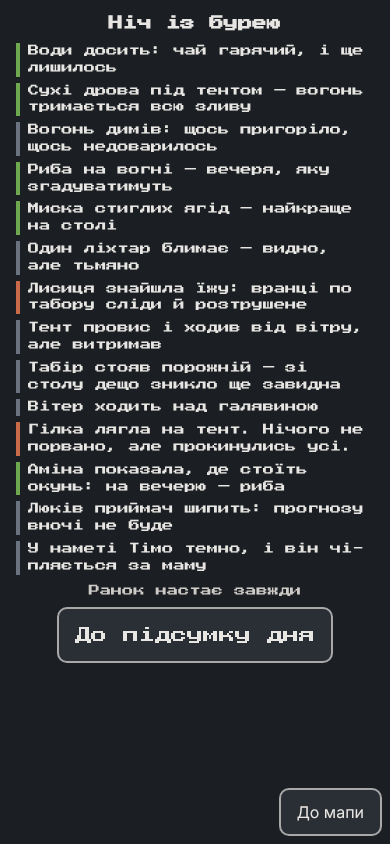 Ніч із бурею
Води досить: чай гарячий, і ще
лишилось
Сухі дрова під тентом — вогонь
тримається всю зливу
Вогонь димів: щось пригоріло,
щось недоварилось
Риба на вогні — вечеря, яку
згадуватимуть
Миска стиглих ягід — найкраще
на столі
Один ліхтар блимає — видно,
але тьмяно
Лисиця знайшла їжу: вранці по
табору сліди й розтрушене
Тент провис і ходив від вітру,
але витримав
Табір стояв порожній — зі
столу дещо зникло ще завидна
Вітер ходить над галявиною
Гілка лягла на тент. Нічого не
порвано, але прокинулись усі.
Аміна показала, де стоїть
окунь: на вечерю — риба
Люків приймач шипить: прогнозу
вночі не буде
У наметі Тімо темно, і він чі-
пляється за маму
Ранок настає завжди
До підсумку дня
До мапи